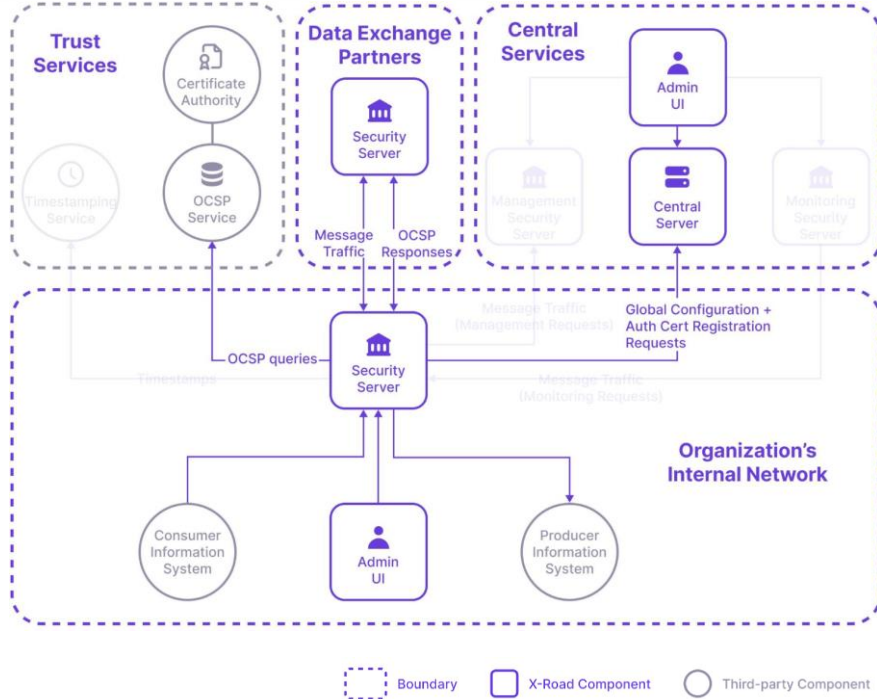 Trust
Services
Certificate
Authority
Timestamping
Service
OCSP
Service
Data Exchange
Partners
Security
Server
Message
Traffic
OCSP
Responses
Central
Services
Admin
UI
Management
Security
Server
Central
Server
Monitoring
Security
Server
Message Traffic
(Management Requests)
Global Configuration +
Auth Cert Registration
Requests
Security
Server
OCSP queries
Timestamps
Message Traffic
(Monitoring Requests)
Organization's
Internal Network
Consumer
Information
System
Admin
UI
Producer
Information
System
Boundary
X-Road Component
Third-party Component